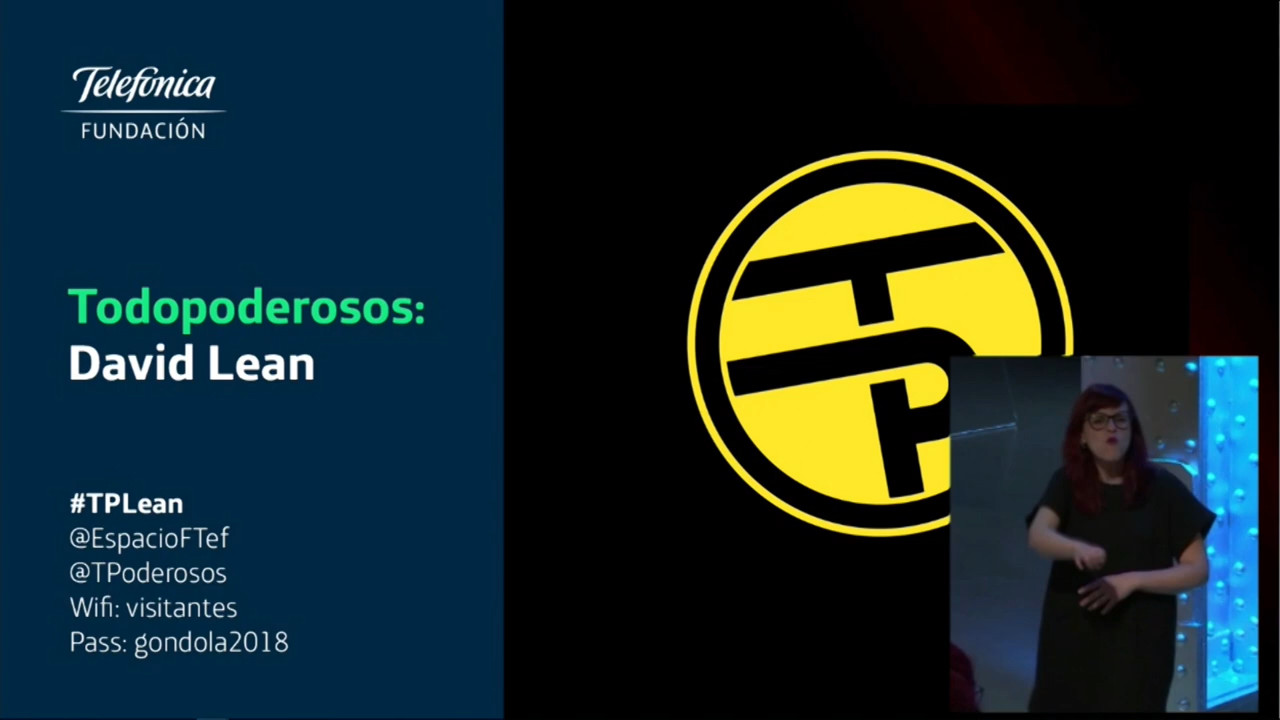 Telefónica
FUNDACIÓN
Todopoderosos:
David Lean
#TPLean
@EspacioFTef
@TPoderosos
Wifi: visitantes
Pass: gondola2018
TP